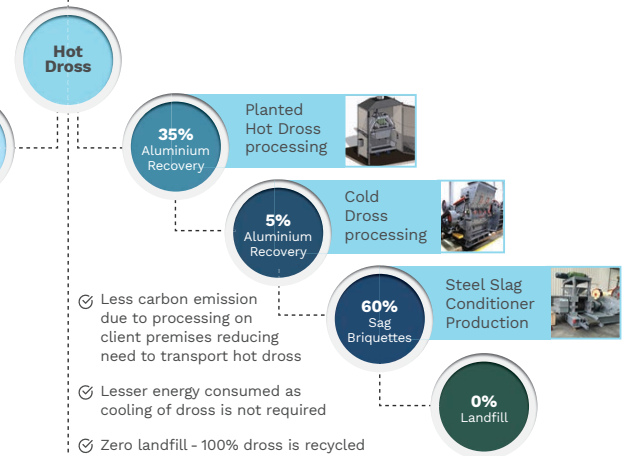 Hot
Dross
35%
Aluminium
Recovery
Planted
Hot Dross
processing
5%
Aluminium
Recovery
Cold
Dross
processing
60%
Sag
Briquettes
Steel Slag
Conditioner
Production
0%
Landfill
Less carbon emission
due to processing on
client premises reducing
need to transport hot dross
Lesser energy consumed as
cooling of dross is not required
Zero landfill - 100% dross is recycled